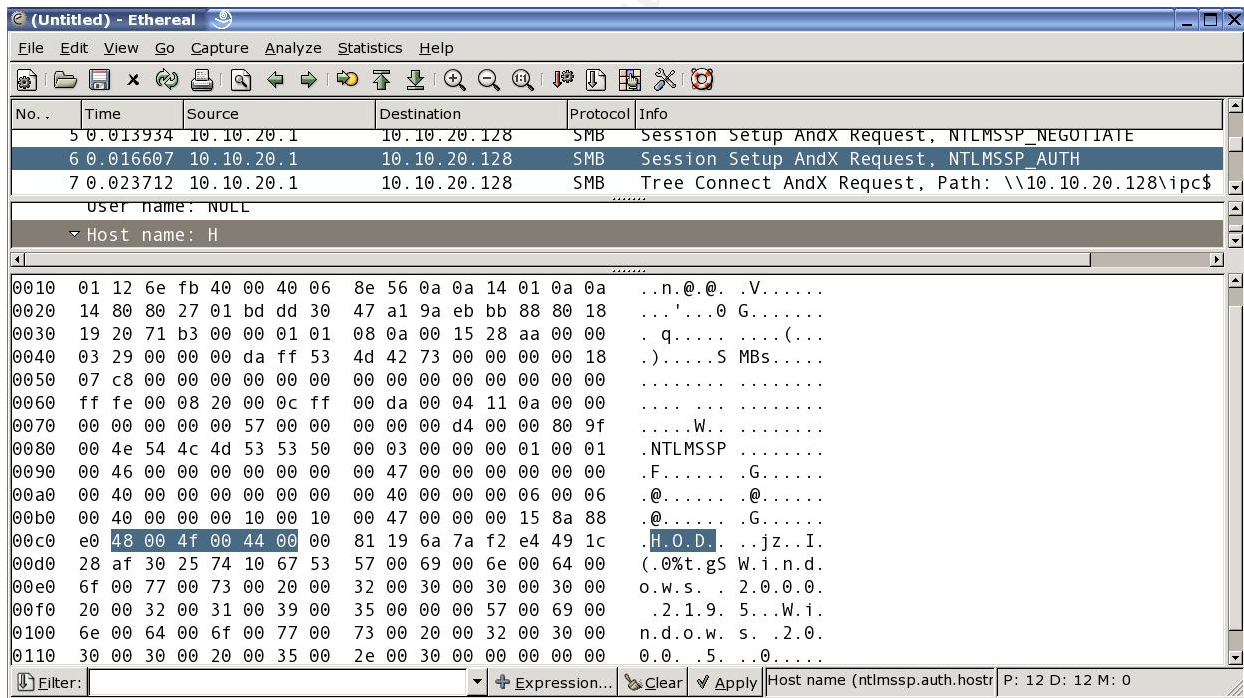 (Untitled) - Ethereal
File Edit View Go Capture Analyze Statistics Help
No. . Time Source Destination Protocol Info
5 0.013934 10.10.20.1 10.10.20.128 SMB Session Setup AndX Request, NTLMSSP_NEGOTIATE
6 0.016607 10.10.20.1 10.10.20.128 SMB Session Setup AndX Request, NTLMSSP_AUTH
7 0.023712 10.10.20.1 10.10.20.128 SMB Tree Connect AndX Request, Path: \\10.10.20.128\ipc$
User name: NULL
Host name: H
0010 01 12 6e fb 40 00 40 06 8e 56 0a 0a 14 01 0a 0a ..n.@.@. .V......
0020 14 80 80 27 01 bd dd 30 47 a1 9a eb bb 88 80 18 ...'...0 G.......
0030 19 20 71 b3 00 00 01 01 08 0a 00 15 28 aa 00 00 . q..... ....(...
0040 03 29 00 00 00 da ff 53 4d 42 73 00 00 00 00 18 .).....S MBs.....
0050 07 c8 00 00 00 00 00 00 00 00 00 00 00 00 00 00 ........ ........
0060 ff fe 00 08 20 00 0c ff 00 da 00 04 11 0a 00 00 .... ... ........
0070 00 00 00 00 00 57 00 00 00 00 00 d4 00 00 80 9f .....W.. ........
0080 00 4e 54 4c 4d 53 53 50 00 03 00 00 00 01 00 01 .NTLMSSP ........
0090 00 46 00 00 00 00 00 00 00 47 00 00 00 00 00 00 .F...... .G......
00a0 00 40 00 00 00 00 00 00 00 40 00 00 00 06 00 06 .@...... .@......
00b0 00 40 00 00 00 10 00 10 00 47 00 00 00 15 8a 88 .@...... .G......
00c0 e0 48 00 4f 00 44 00 00 81 19 6a 7a f2 e4 49 1c .H.O.D.. ..jz..I.
00d0 28 af 30 25 74 10 67 53 57 00 69 00 6e 00 64 00 (.0%t.gS W.i.n.d.
00e0 6f 00 77 00 73 00 20 00 32 00 30 00 30 00 30 00 o.w.s. . 2.0.0.0.
00f0 20 00 32 00 31 00 39 00 35 00 00 00 57 00 69 00 .2.1.9. 5...W.i.
0100 6e 00 64 00 6f 00 77 00 73 00 20 00 32 00 30 00 n.d.o.w. s. .2.0.
0110 30 00 30 00 20 00 35 00 2e 00 30 00 00 00 00 00 0.0. .5. ..0.....
Filter: Expression... Clear Apply Host name (ntlmssp.auth.hostr P: 12 D: 12 M: 0